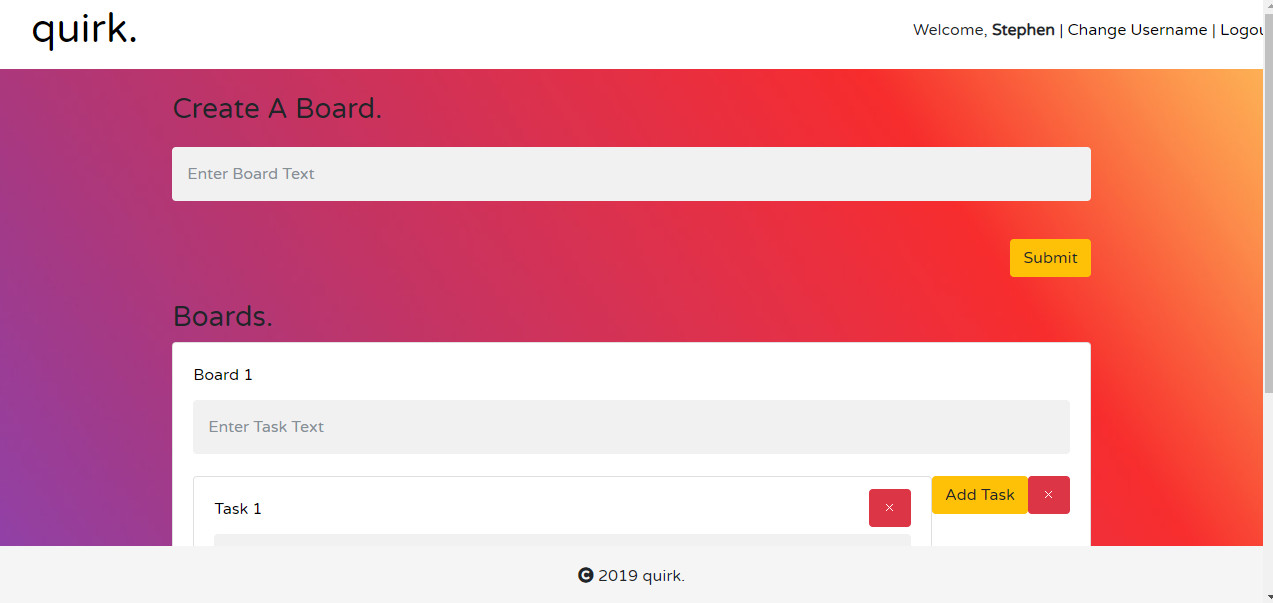 quirk.
Welcome, Stephen | Change Username |
Create A Board.
Enter Board Text
Submit
Boards.
Board 1
Enter Task Text
Task 1
×
Add Task
×
© 2019 quirk.